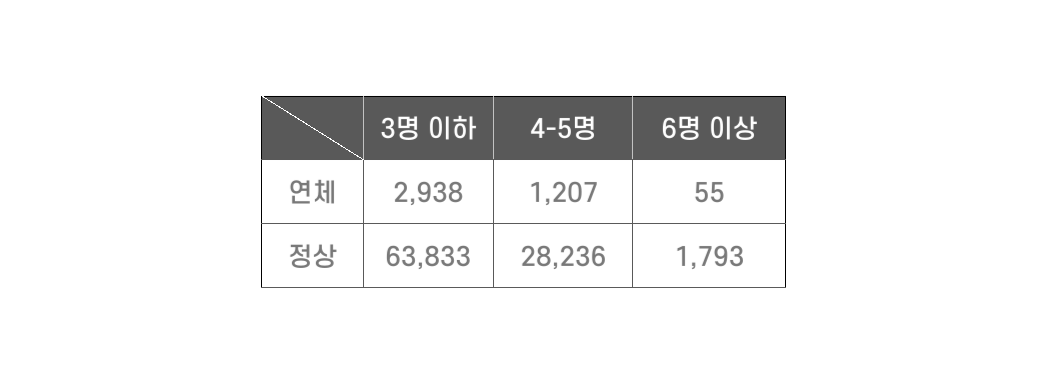 3명 이하 4-5명 6명 이상
연체 2,938 1,207 55
정상 63,833 28,236 1,793